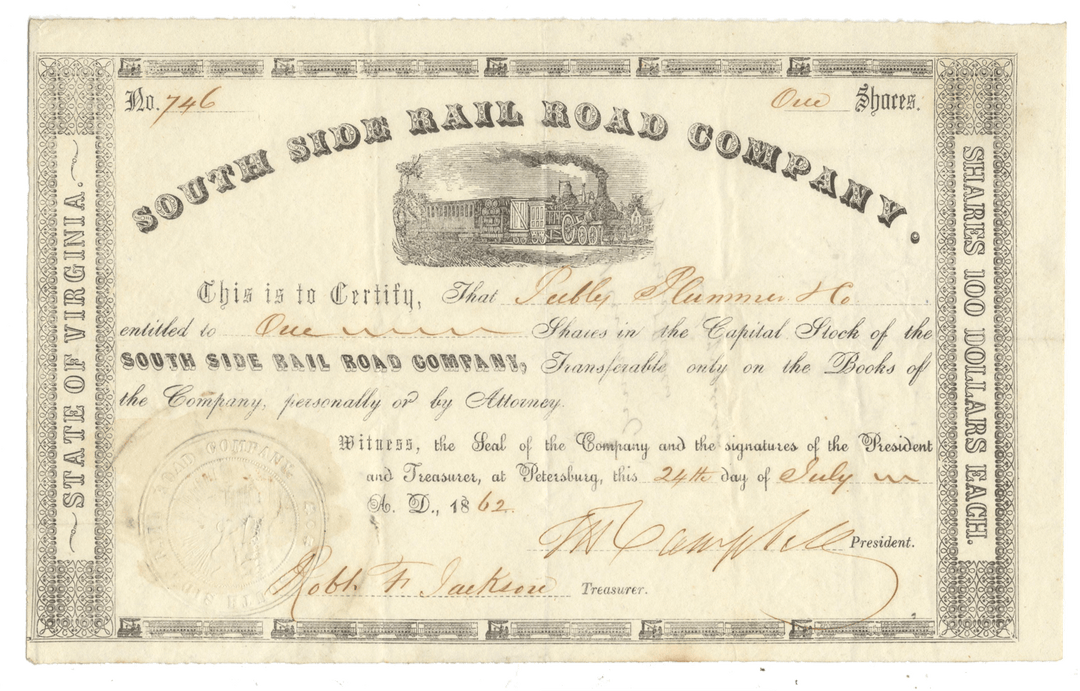 No. 746
One Shares.
SOUTH SIDE RAIL ROAD COMPANY.
STATE OF VIRGINIA.
SHARES 100 DOLLARS EACH.
This is to Certify, That Peebles Plummer & Co
entitled to One Shares in the Capital Stock of the
SOUTH SIDE RAIL ROAD COMPANY, Transferable only on the Books of
the Company, personally or by Attorney.
Witness, the Seal of the Company and the signatures of the President
and Treasurer, at Petersburg, this 24th day of July
A. D., 1862.
Campbell President.
Robt. F. Jackson Treasurer.
ROAD COMPANY